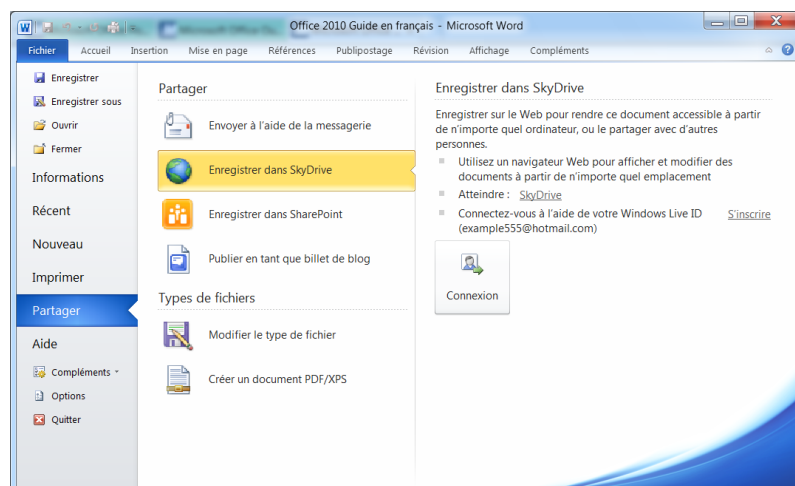 Office 2010 Guide en français - Microsoft Word
Fichier Accueil Insertion Mise en page Références Publipostage Révision Affichage Compléments
Enregistrer
Enregistrer sous
Ouvrir
Fermer
Informations
Récent
Nouveau
Imprimer
Partager
Aide
Compléments
Options
Quitter
Partager
Envoyer à l'aide de la messagerie
Enregistrer dans SkyDrive
Enregistrer dans SharePoint
Publier en tant que billet de blog
Types de fichiers
Modifier le type de fichier
Créer un document PDF/XPS
Enregistrer dans SkyDrive
Enregistrer sur le Web pour rendre ce document accessible à partir
de n'importe quel ordinateur, ou le partager avec d'autres
personnes.
Utilisez un navigateur Web pour afficher et modifier des
documents à partir de n'importe quel emplacement
Atteindre : SkyDrive
Connectez-vous à l'aide de votre Windows Live ID S'inscrire
(example555@hotmail.com)
Connexion